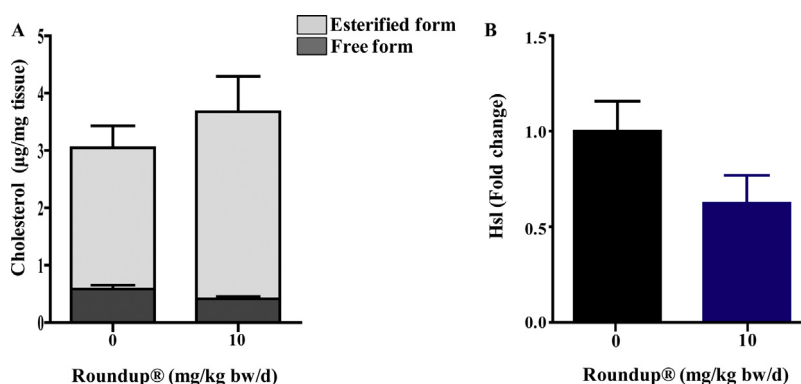 A
Esterified form
Free form
Cholesterol (µg/mg tissue)
5
4
3
2
1
0
0
10
Roundup® (mg/kg bw/d)
B
Hsl (Fold change)
1.5
1.0
0.5
0.0
0
10
Roundup® (mg/kg bw/d)